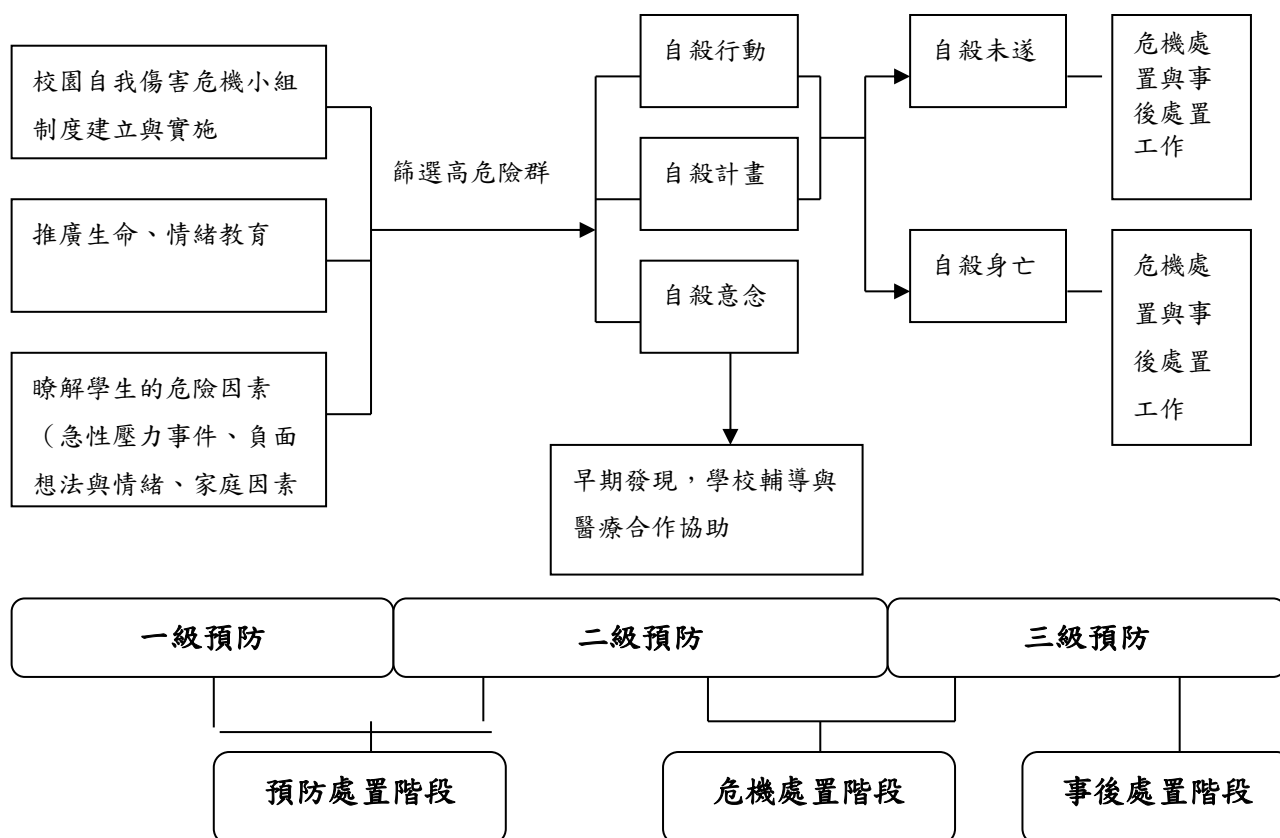 校園自我傷害危機小組
制度建立與實施
推廣生命、情緒教育
瞭解學生的危險因素
（急性壓力事件、負面
想法與情緒、家庭因素
篩選高危險群
自殺行動
自殺計畫
自殺意念
早期發現，學校輔導與
醫療合作協助
自殺未遂
自殺身亡
危機處
置與事
後處置
工作
危機處
置與事
後處置
工作
一級預防
二級預防
三級預防
預防處置階段
危機處置階段
事後處置階段